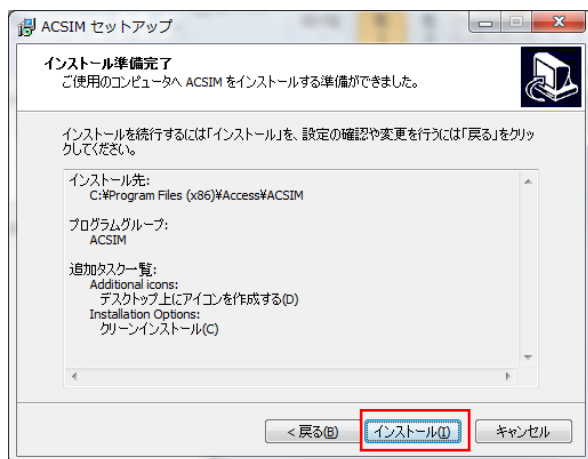 ACSIM セットアップ
インストール準備完了
ご使用のコンピュータへ ACSIM をインストールする準備ができました。
インストールを続行するには「インストール」を、設定の確認や変更を行うには「戻る」をクリッ
クしてください。
インストール先:
C:¥Program Files (x86)¥Access¥ACSIM
プログラムグループ:
ACSIM
追加タスク一覧:
Additional icons:
デスクトップ上にアイコンを作成する(D)
Installation Options:
クリーンインストール(C)
< 戻る(B) インストール(I) キャンセル